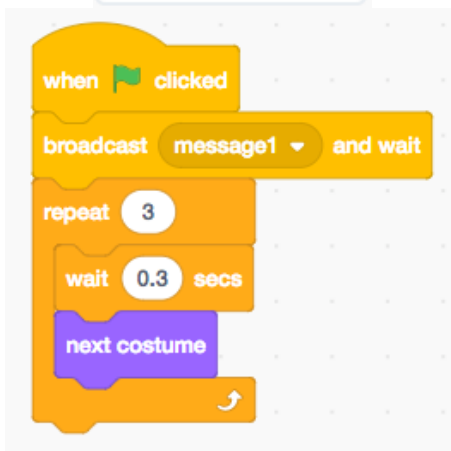 when clicked
broadcast message1 and wait
repeat 3
wait 0.3 secs
next costume